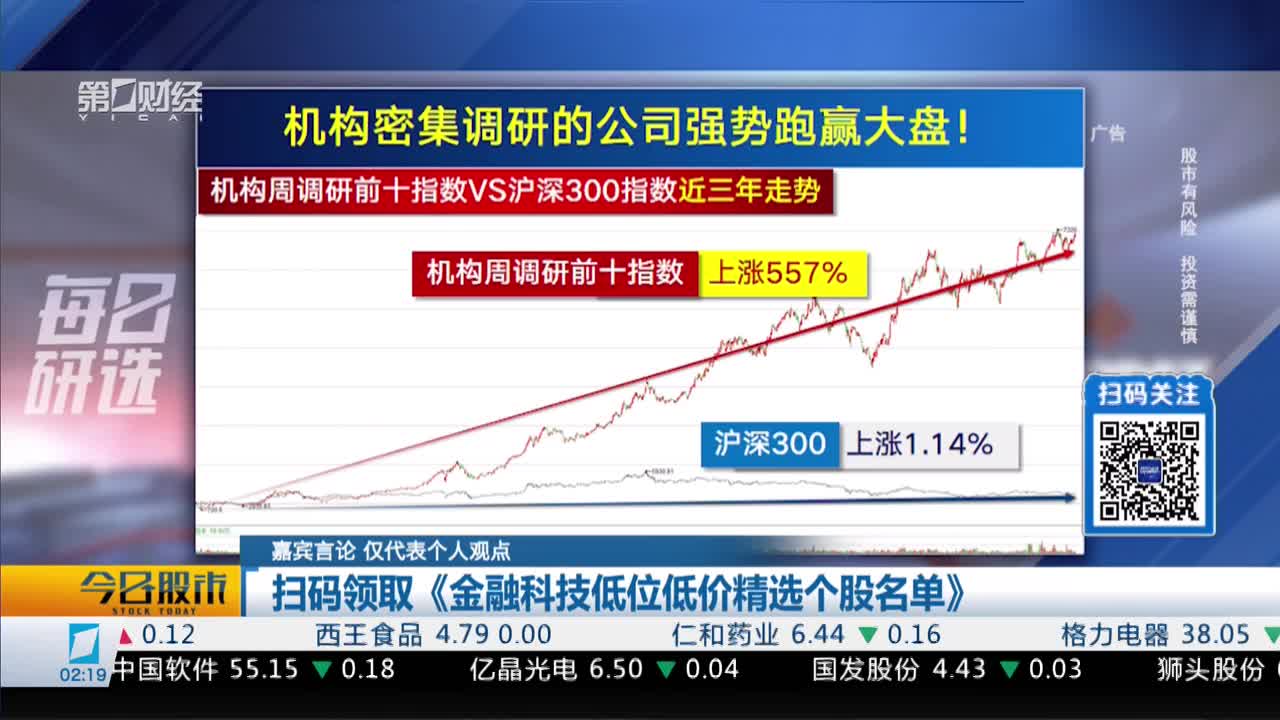 第一财经
YICAI
机构密集调研的公司强势跑赢大盘！
广告
机构周调研前十指数VS沪深300指数近三年走势
股市有风险 投资需谨慎
机构周调研前十指数 上涨557%
每日研选
扫码关注
沪深300 上涨1.14%
嘉宾言论 仅代表个人观点
今日股市
STOCK TODAY
扫码领取《金融科技低位低价精选个股名单》
▲ 0.12 西王食品 4.79 0.00 仁和药业 6.44 ▼ 0.16 格力电器 38.05 ▼
02:19
中国软件 55.15 ▼ 0.18 亿晶光电 6.50 ▼ 0.04 国发股份 4.43 ▼ 0.03 狮头股份